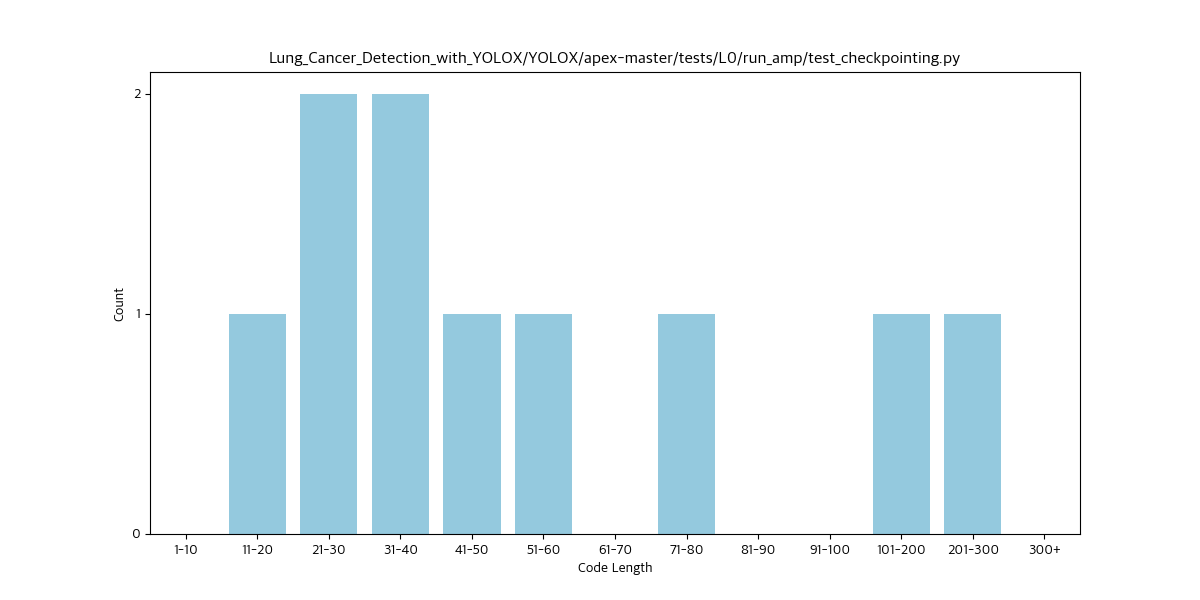 Lung_Cancer_Detection_with_YOLOX/YOLOX/apex-master/tests/L0/run_amp/test_checkpointing.py
2
1
0
Count
1-10 11-20 21-30 31-40 41-50 51-60 61-70 71-80 81-90 91-100 101-200 201-300 300+
Code Length